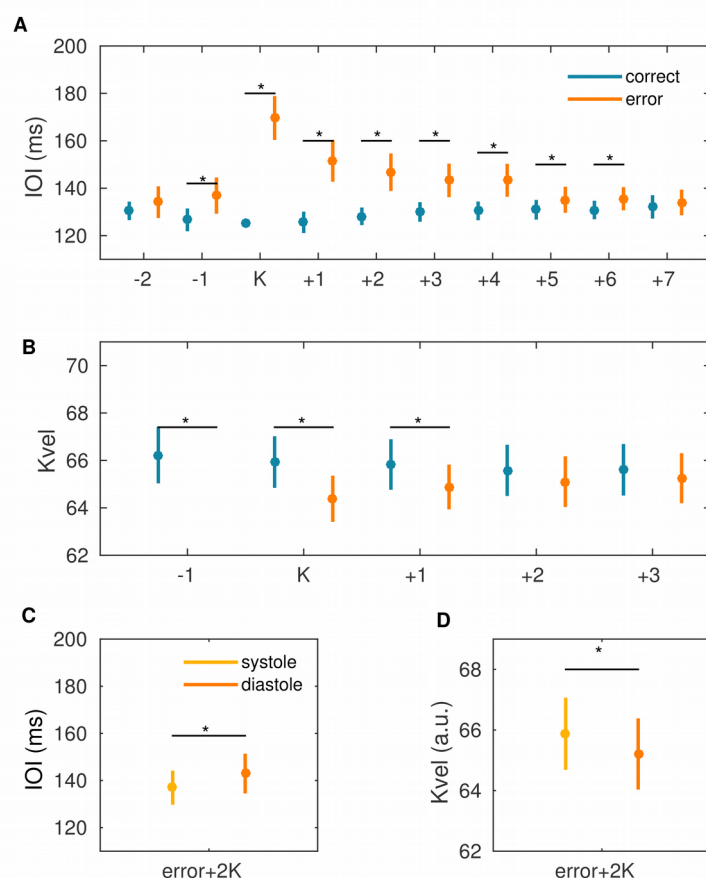 A
200
180
160
140
120
IOI (ms)
correct
error
* * * * * * * *
-2 -1 K +1 +2 +3 +4 +5 +6 +7
B
70
68
66
64
62
Kvel
* * *
-1 K +1 +2 +3
C
200
180
160
140
120
IOI (ms)
systole
diastole
*
error+2K
D
68
66
64
62
Kvel (a.u.)
*
error+2K